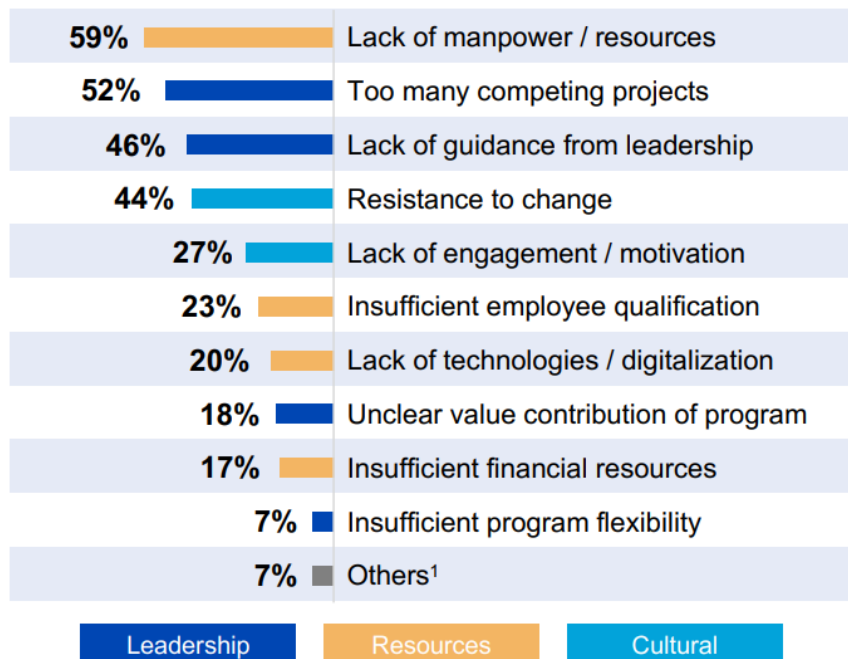 59% Lack of manpower / resources
52% Too many competing projects
46% Lack of guidance from leadership
44% Resistance to change
27% Lack of engagement / motivation
23% Insufficient employee qualification
20% Lack of technologies / digitalization
18% Unclear value contribution of program
17% Insufficient financial resources
7% Insufficient program flexibility
7% Others¹
Leadership Resources Cultural